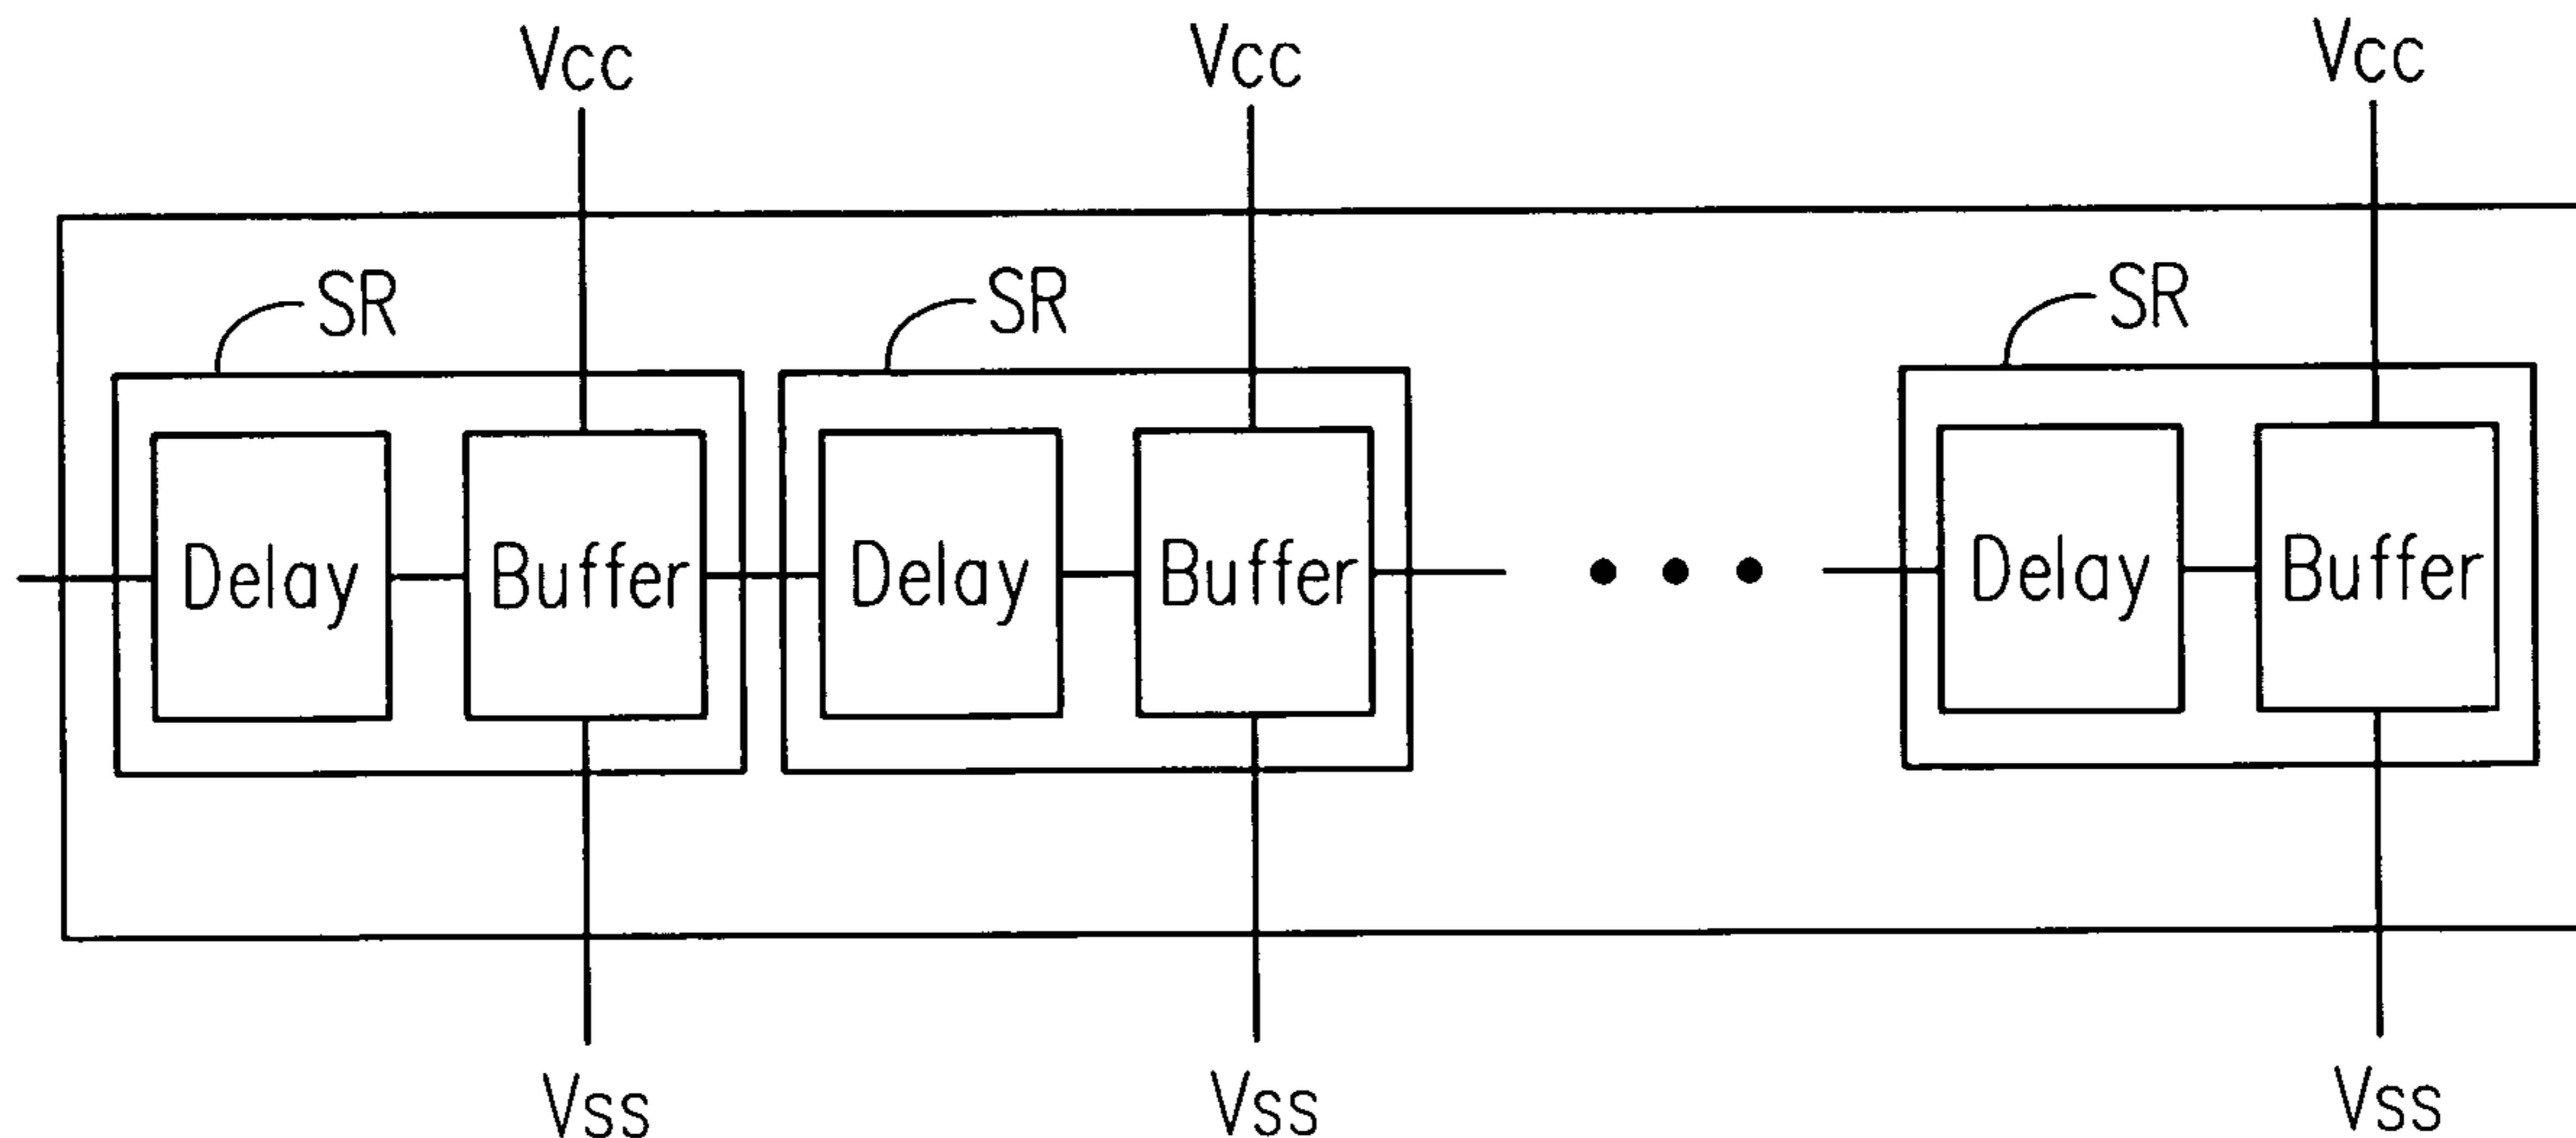 Vcc Vcc Vcc
SR SR SR
Delay Buffer Delay Buffer Delay Buffer
Vss Vss Vss